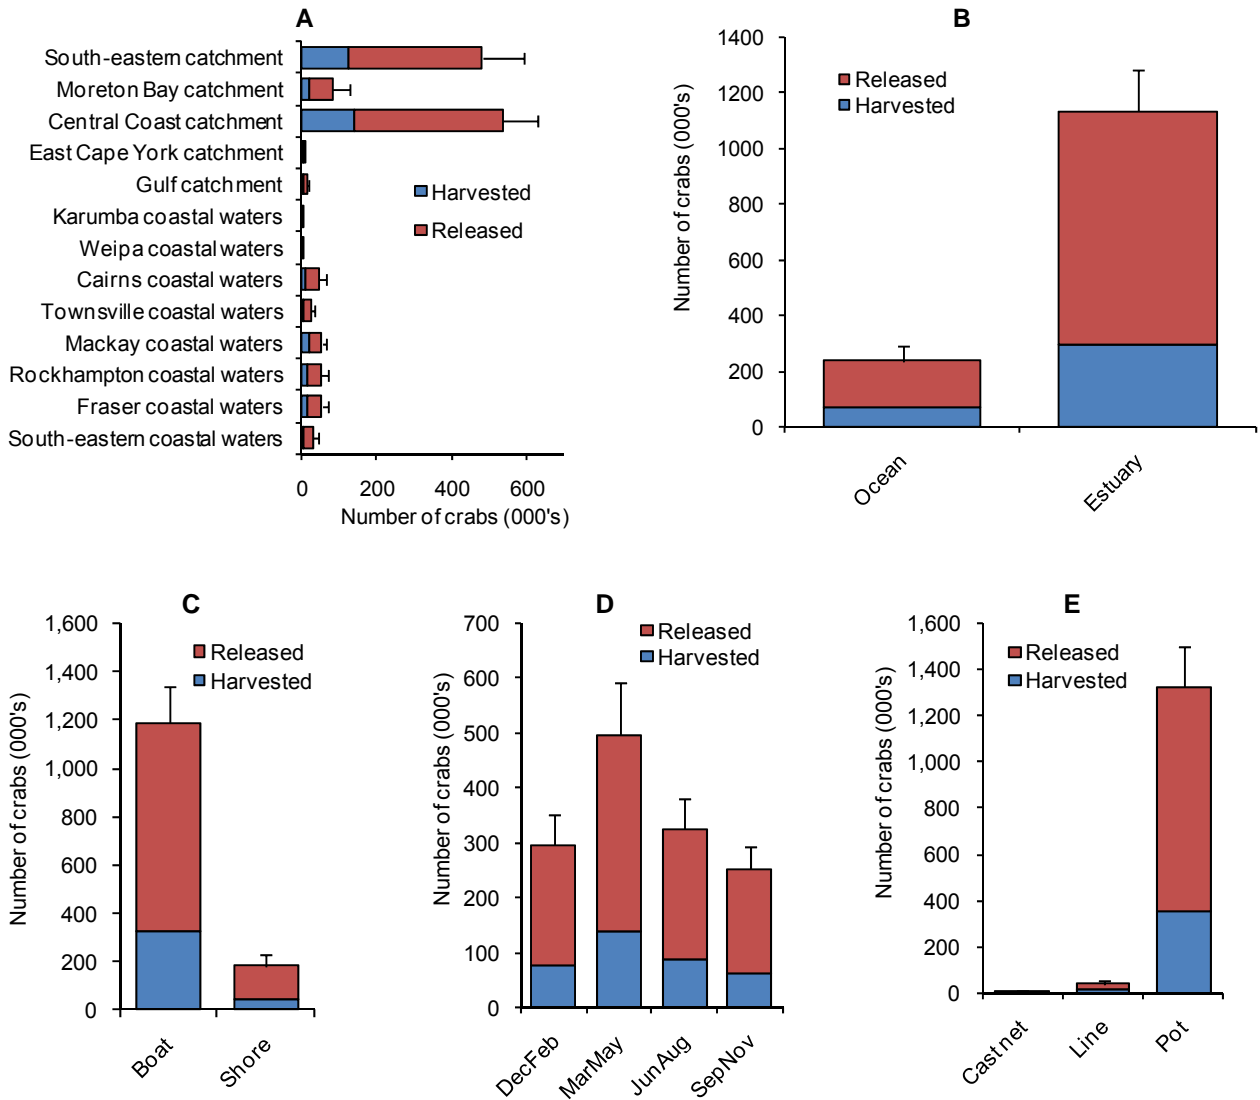 A
South-eastern catchment
Moreton Bay catchment
Central Coast catchment
East Cape York catchment
Gulf catchment
Karumba coastal waters
Weipa coastal waters
Cairns coastal waters
Townsville coastal waters
Mackay coastal waters
Rockhampton coastal waters
Fraser coastal waters
South-eastern coastal waters
Harvested
Released
0 200 400 600
Number of crabs (000's)
B
1400
1200
1000
800
600
400
200
0
Number of crabs (000's)
Released
Harvested
Ocean
Estuary
C
1,600
1,400
1,200
1,000
800
600
400
200
0
Number of crabs (000's)
Released
Harvested
Boat
Shore
D
700
600
500
400
300
200
100
0
Number of crabs (000's)
Released
Harvested
DecFeb
MarMay
JunAug
SepNov
E
1,600
1,400
1,200
1,000
800
600
400
200
0
Number of crabs (000's)
Released
Harvested
Cast net
Line
Pot